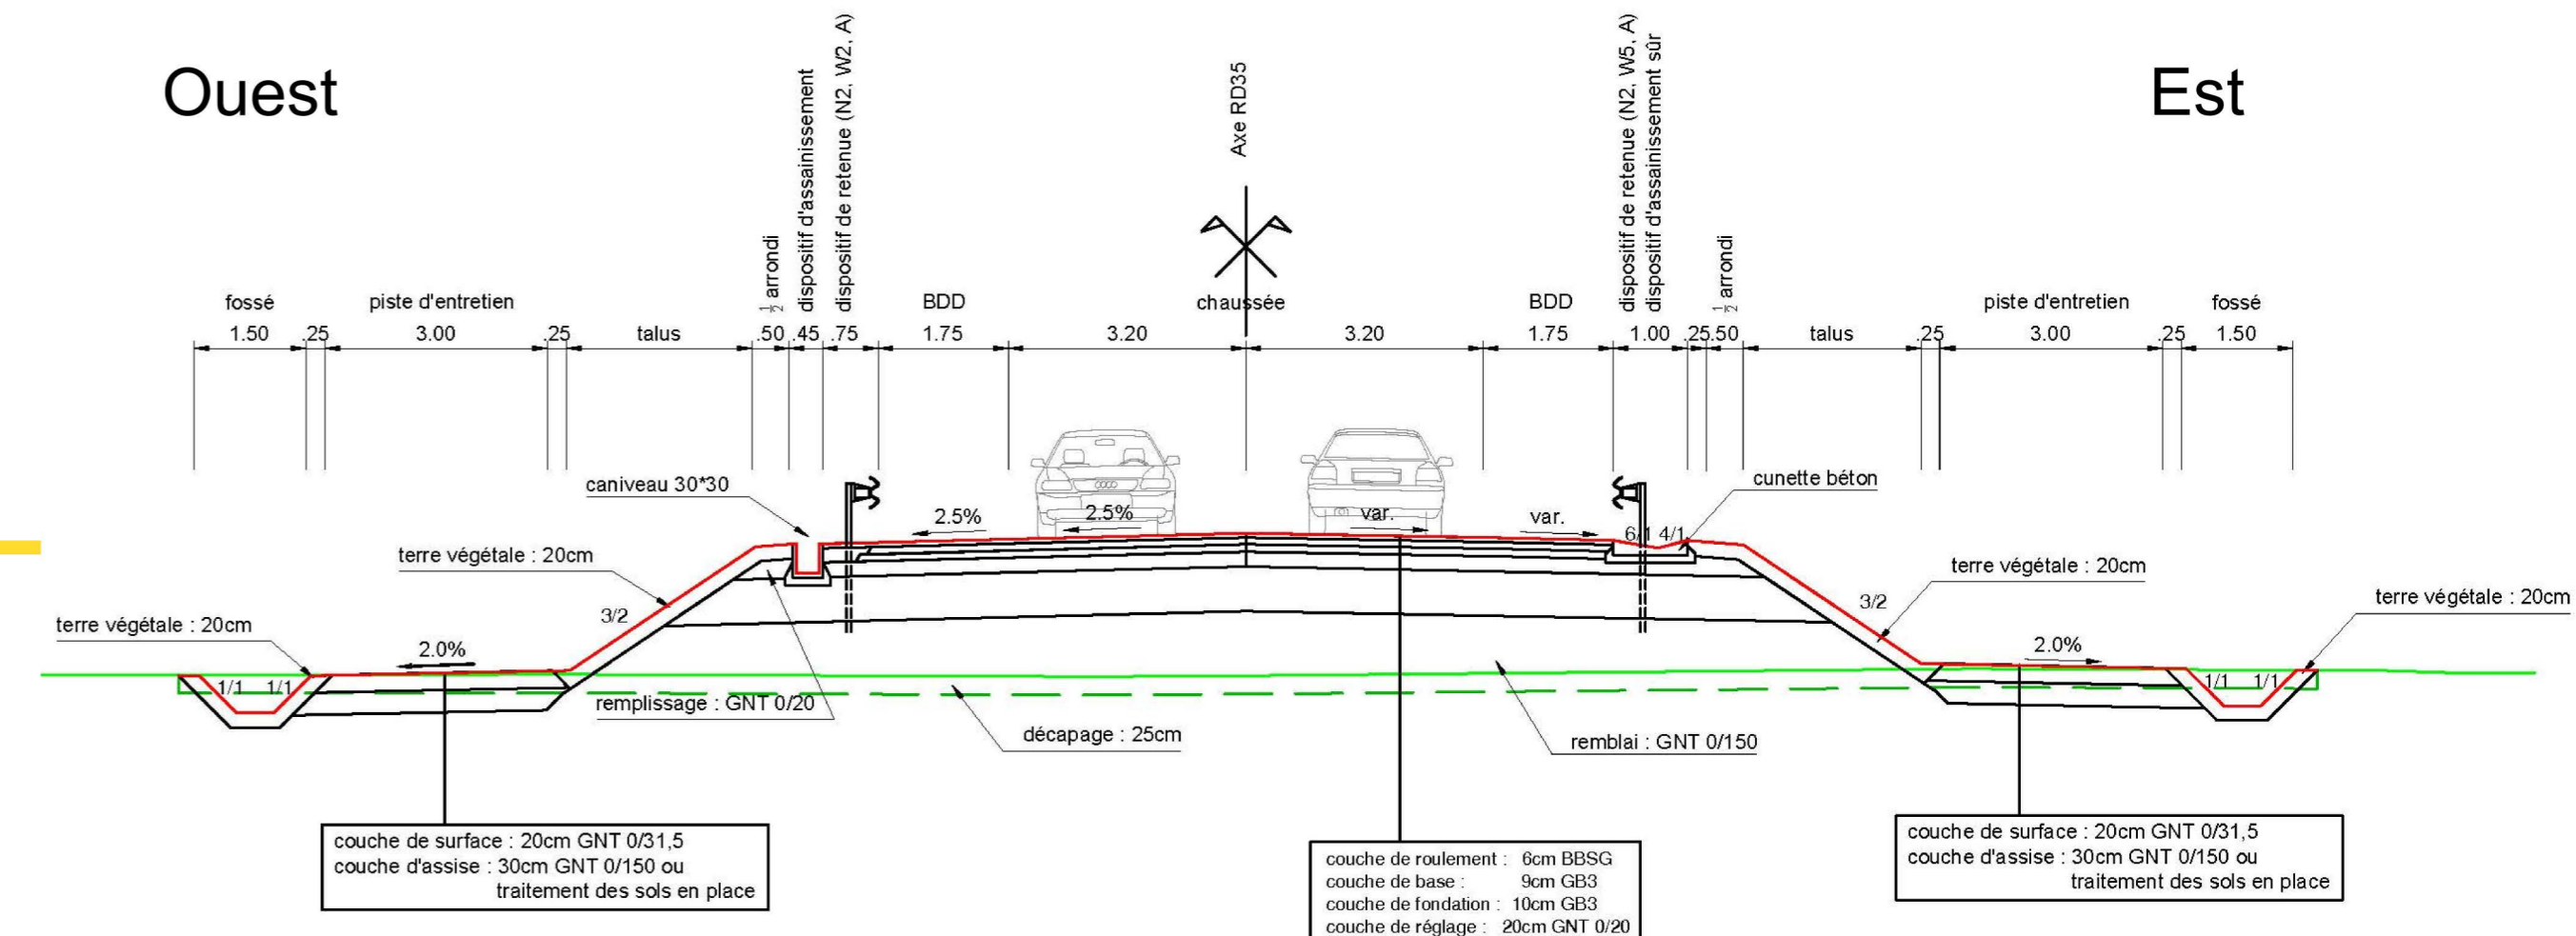 Ouest
Est
½ arrondi
dispositif d'assainissement
dispositif de retenue (N2, W2, A)
Axe RD35
dispositif de retenue (N2, W5, A)
dispositif d'assainissement sûr
½ arrondi
fossé piste d'entretien BDD chaussée BDD piste d'entretien fossé
1.50 .25 3.00 .25 talus .50 .45 .75 1.75 3.20 3.20 1.75 1.00 .25 .50 talus .25 3.00 .25 1.50
caniveau 30*30
cunette béton
2.5% 2.5% var. var. 6/1 4/1
terre végétale : 20cm
terre végétale : 20cm
terre végétale : 20cm
terre végétale : 20cm
3/2
3/2
2.0%
2.0%
1/1 1/1
1/1 1/1
remplissage : GNT 0/20
décapage : 25cm
remblai : GNT 0/150
couche de surface : 20cm GNT 0/31,5
couche d'assise : 30cm GNT 0/150 ou
traitement des sols en place
couche de roulement : 6cm BBSG
couche de base : 9cm GB3
couche de fondation : 10cm GB3
couche de réglage : 20cm GNT 0/20
couche de surface : 20cm GNT 0/31,5
couche d'assise : 30cm GNT 0/150 ou
traitement des sols en place